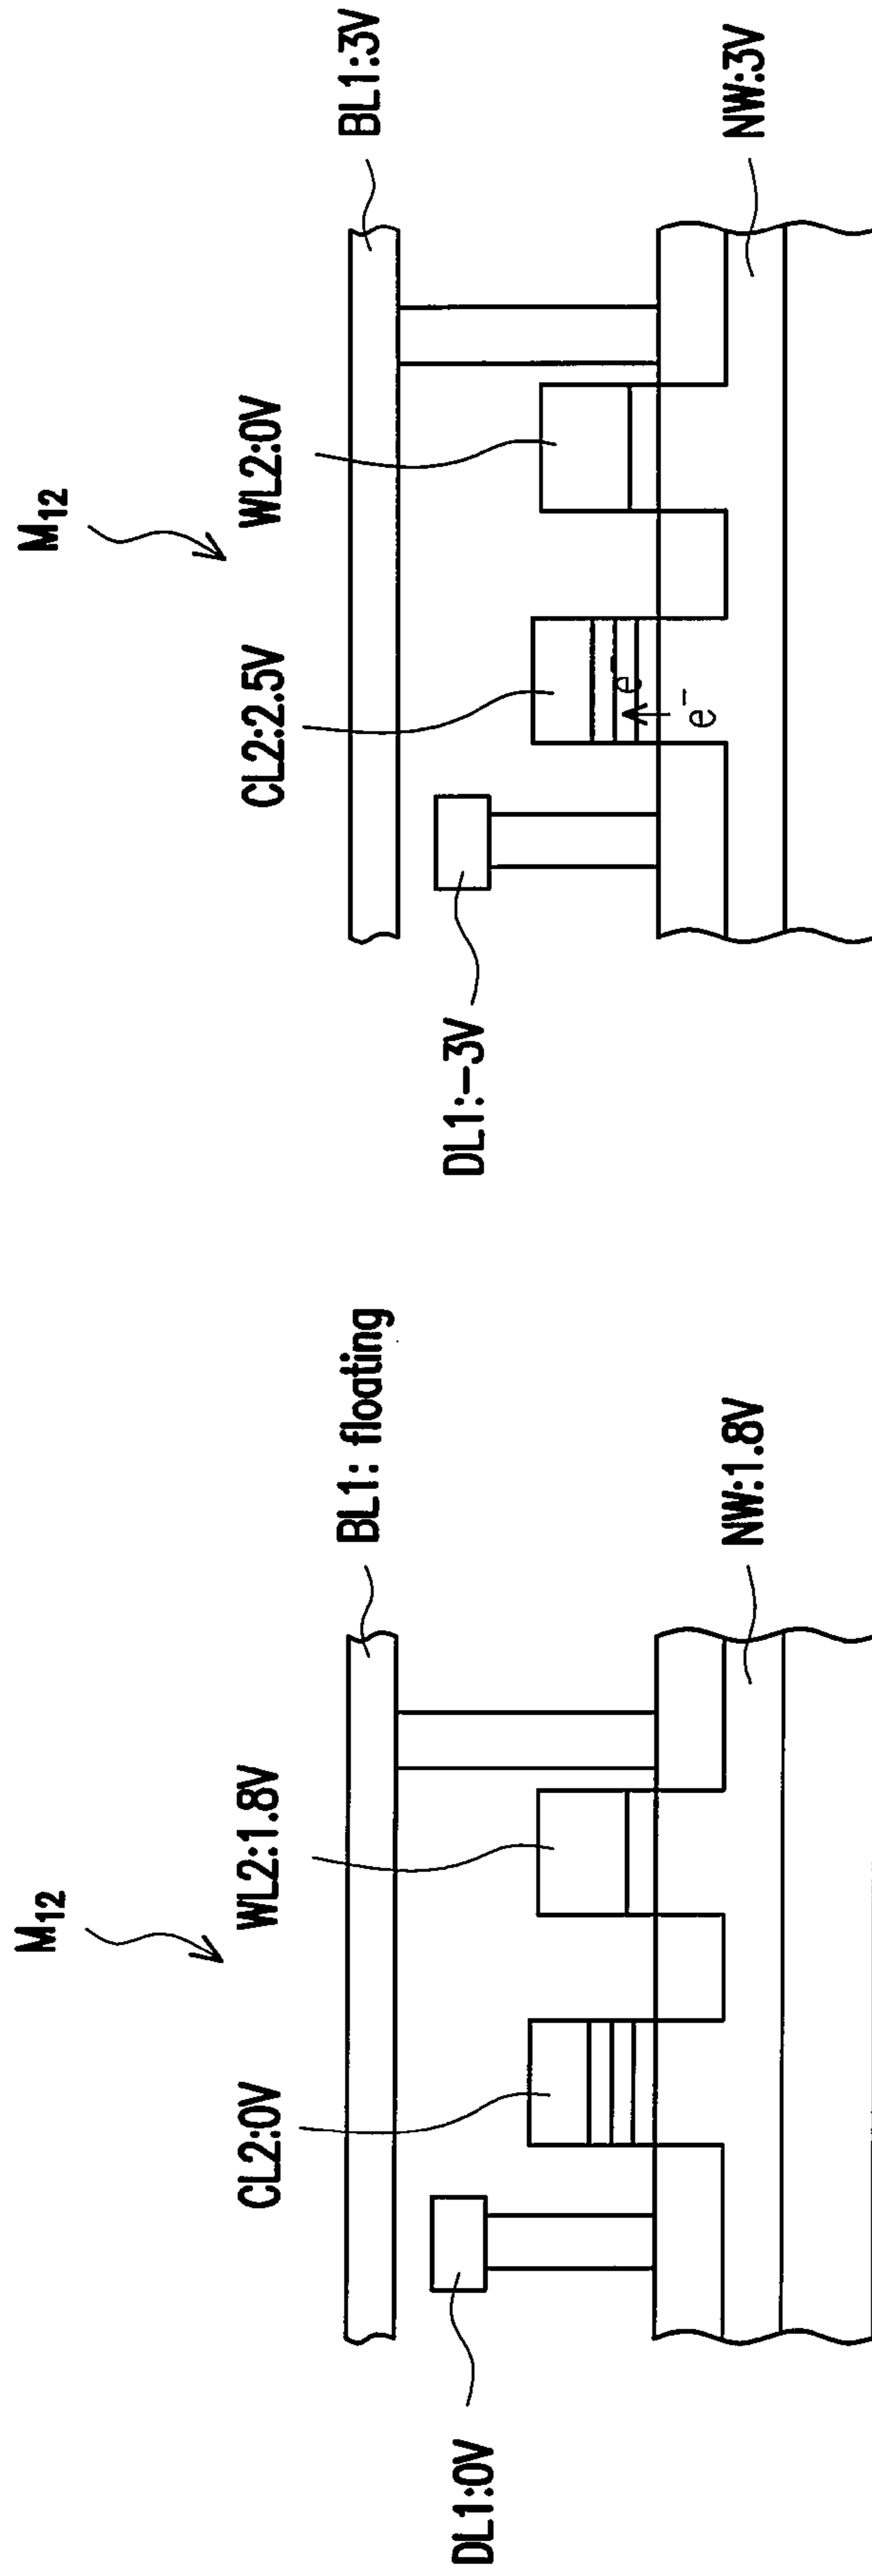 M12
BL1: floating
WL2:1.8V
CL2:0V
DL1:0V
NW:1.8V
M12
BL1:3V
WL2:0V
CL2:2.5V
DL1:-3V
e
e-
NW:3V